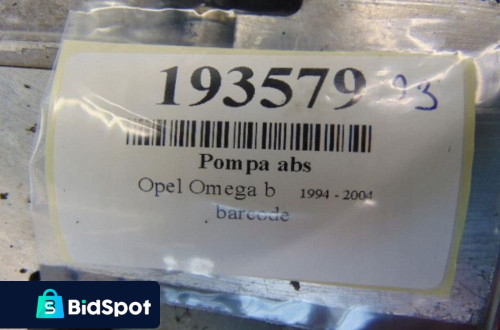 193579 93
Pompa abs
Opel Omega b 1994 - 2004
barcode
BidSpot